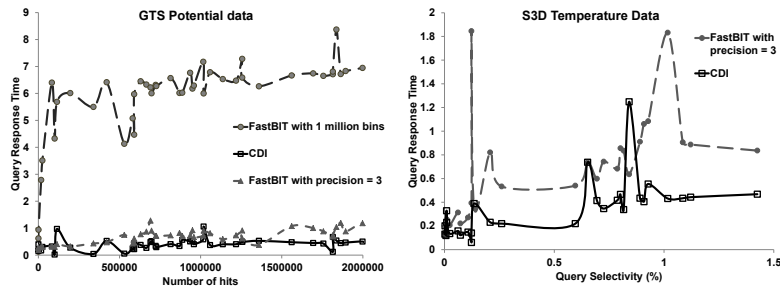 GTS Potential data
Query Response Time
9
8
7
6
5
4
3
2
1
0
FastBIT with 1 million bins
CDI
FastBIT with precision = 3
0
500000
1000000
1500000
2000000
Number of hits
S3D Temperature Data
Query Response Time
2
1.8
1.6
1.4
1.2
1
0.8
0.6
0.4
0.2
0
FastBIT with
precision = 3
CDI
0
0.5
1
1.5
Query Selectivity (%)